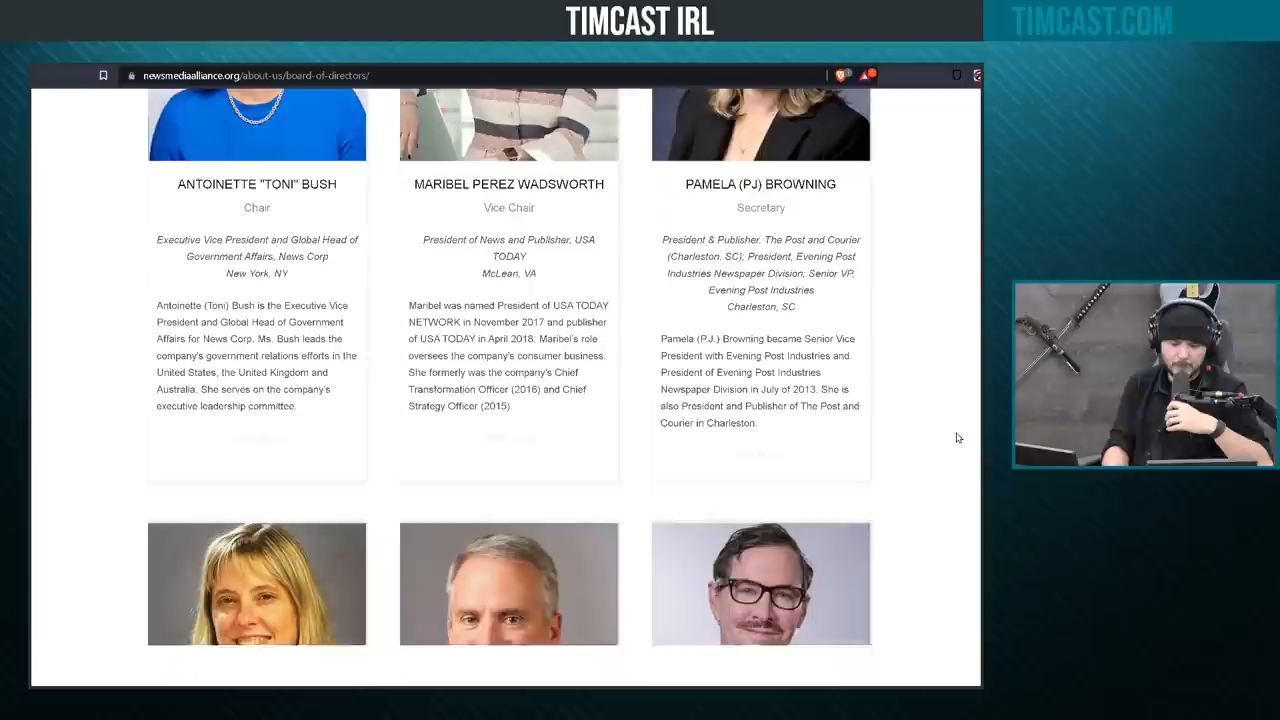 TIMCAST IRL
TIMCAST.COM
newsmediaalliance.org/about-us/board-of-directors/
ANTOINETTE "TONI" BUSH
Chair
Executive Vice President and Global Head of
Government Affairs, News Corp
New York, NY
Antoinette (Toni) Bush is the Executive Vice
President and Global Head of Government
Affairs for News Corp. Ms. Bush leads the
company's government relations efforts in the
United States, the United Kingdom and
Australia. She serves on the company's
executive leadership committee.
MARIBEL PEREZ WADSWORTH
Vice Chair
President of News and Publisher, USA
TODAY
McLean, VA
Maribel was named President of USA TODAY
NETWORK in November 2017 and publisher
of USA TODAY in April 2018. Maribel's role
oversees the company's consumer business.
She formerly was the company's Chief
Transformation Officer (2016) and Chief
Strategy Officer (2015).
PAMELA (PJ) BROWNING
Secretary
President & Publisher, The Post and Courier
(Charleston, SC); President, Evening Post
Industries Newspaper Division; Senior VP,
Evening Post Industries
Charleston, SC
Pamela (P.J.) Browning became Senior Vice
President with Evening Post Industries and
President of Evening Post Industries
Newspaper Division in July of 2013. She is
also President and Publisher of The Post and
Courier in Charleston.